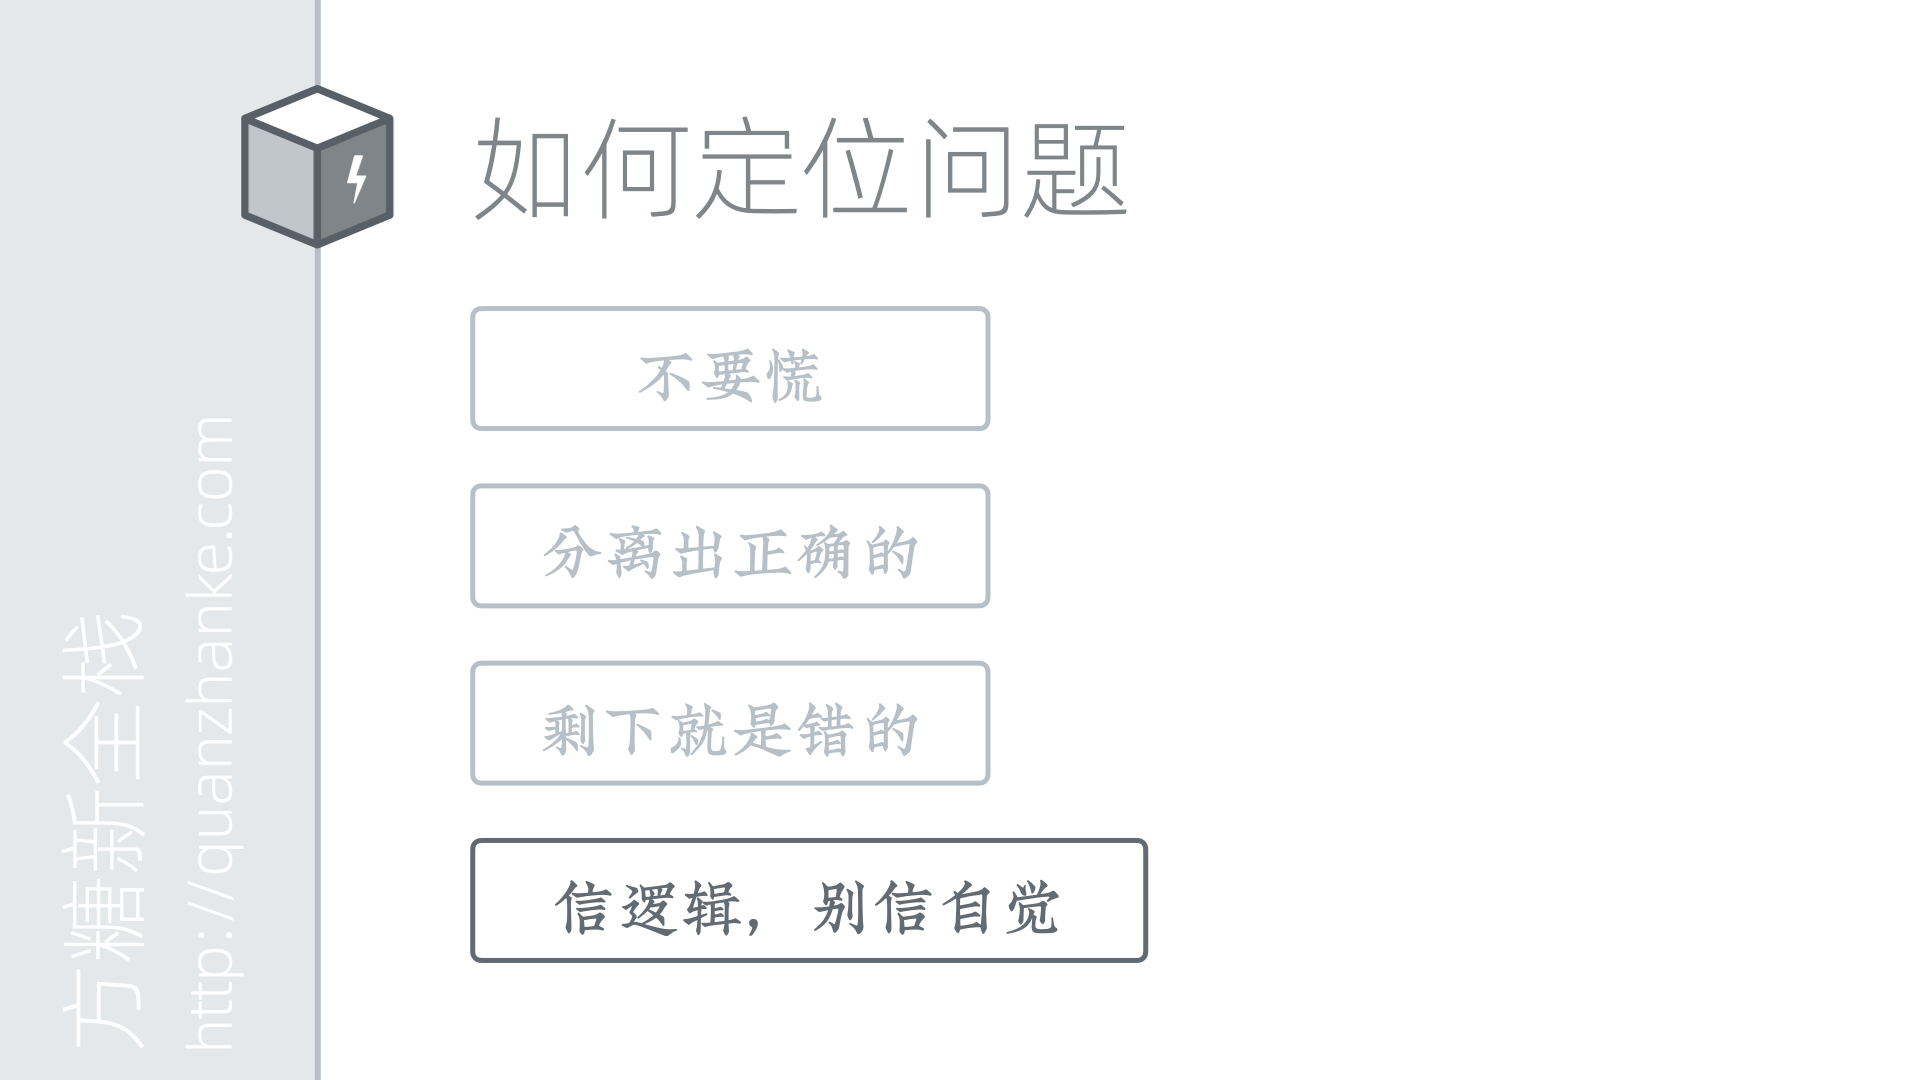 如何定位问题
不要慌
分离出正确的
剩下就是错的
信逻辑，别信自觉
方糖新全栈
http://quanzhanke.com